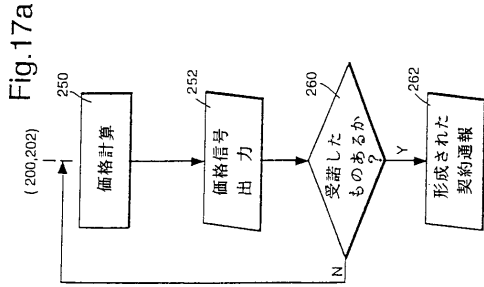 Fig.17a
(200,202)
250
価格計算
252
価格信号
出 力
260
受諾した
ものあるか
?
N
Y
262
形成された
契約通報